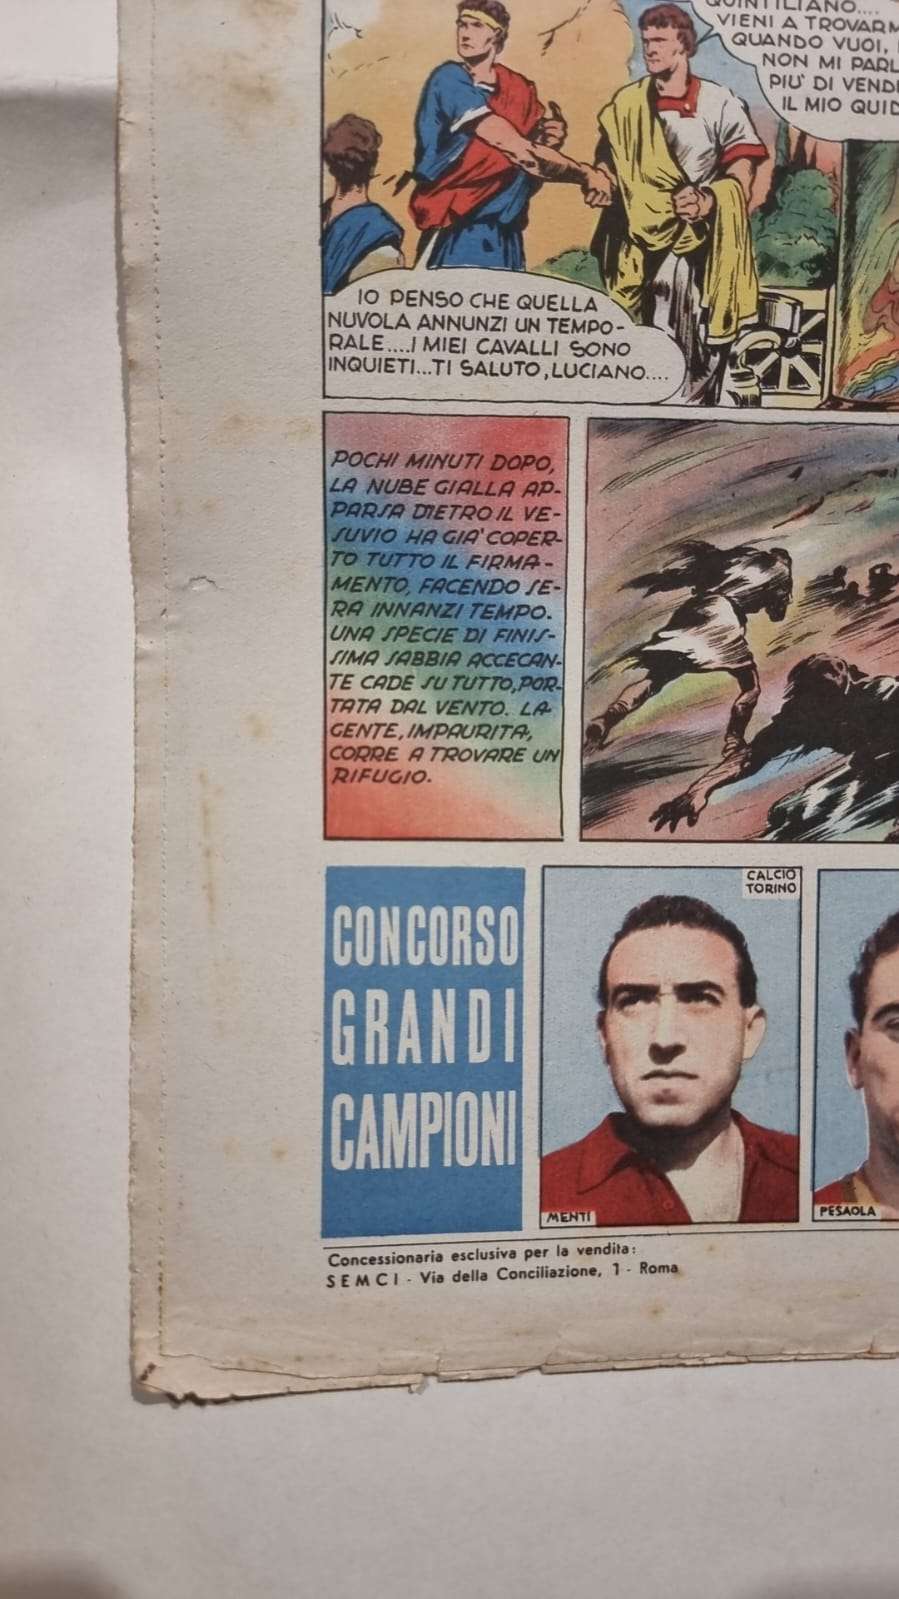 QUINTILIANO....
VIENI A TROVARM
QUANDO VUOI,
NON MI PARL
PIU' DI VEND
IL MIO QUID
IO PENSO CHE QUELLA
NUVOLA ANNUNZI UN TEMPO-
RALE....I MIEI CAVALLI SONO
INQUIETI...TI SALUTO, LUCIANO....
POCHI MINUTI DOPO,
LA NUBE GIALLA AP-
PARSA DIETRO IL VE-
SUVIO HA GIA' COPER-
TO TUTTO IL FIRMA-
MENTO, FACENDO SE-
RA INNANZI TEMPO.
UNA SPECIE DI FINIS-
SIMA SABBIA ACCECAN-
TE CADE SU TUTTO, POR-
TATA DAL VENTO. LA
GENTE, IMPAURITA,
CORRE A TROVARE UN
RIFUGIO.
CONCORSO
GRANDI
CAMPIONI
CALCIO
TORINO
MENTI
PESAOLA
Concessionaria esclusiva per la vendita:
SEMCI - Via della Conciliazione, 1 - Roma